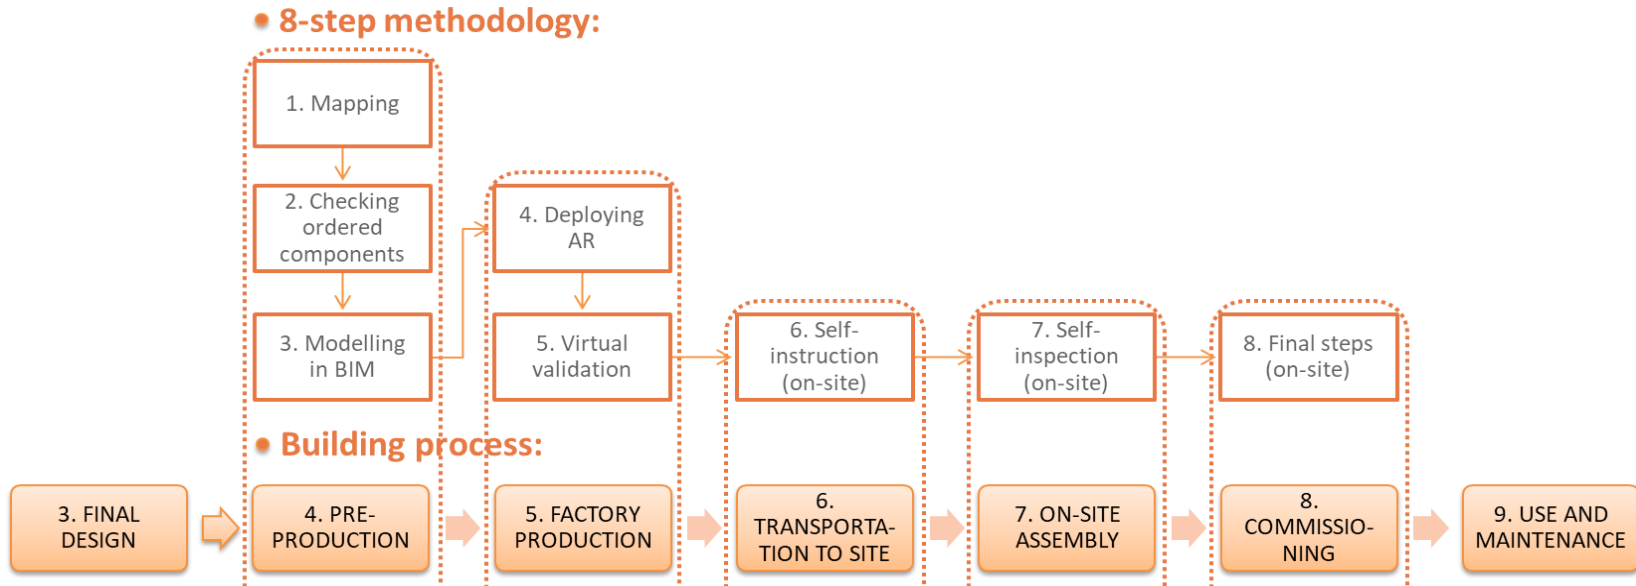 8-step methodology:
1. Mapping
2. Checking
ordered
components
3. Modelling
in BIM
4. Deploying
AR
5. Virtual
validation
6. Self-
instruction
(on-site)
7. Self-
inspection
(on-site)
8. Final steps
(on-site)
Building process:
3. FINAL
DESIGN
4. PRE-
PRODUCTION
5. FACTORY
PRODUCTION
6.
TRANSPORTA-
TION TO SITE
7. ON-SITE
ASSEMBLY
8.
COMMISSIO-
NING
9. USE AND
MAINTENANCE